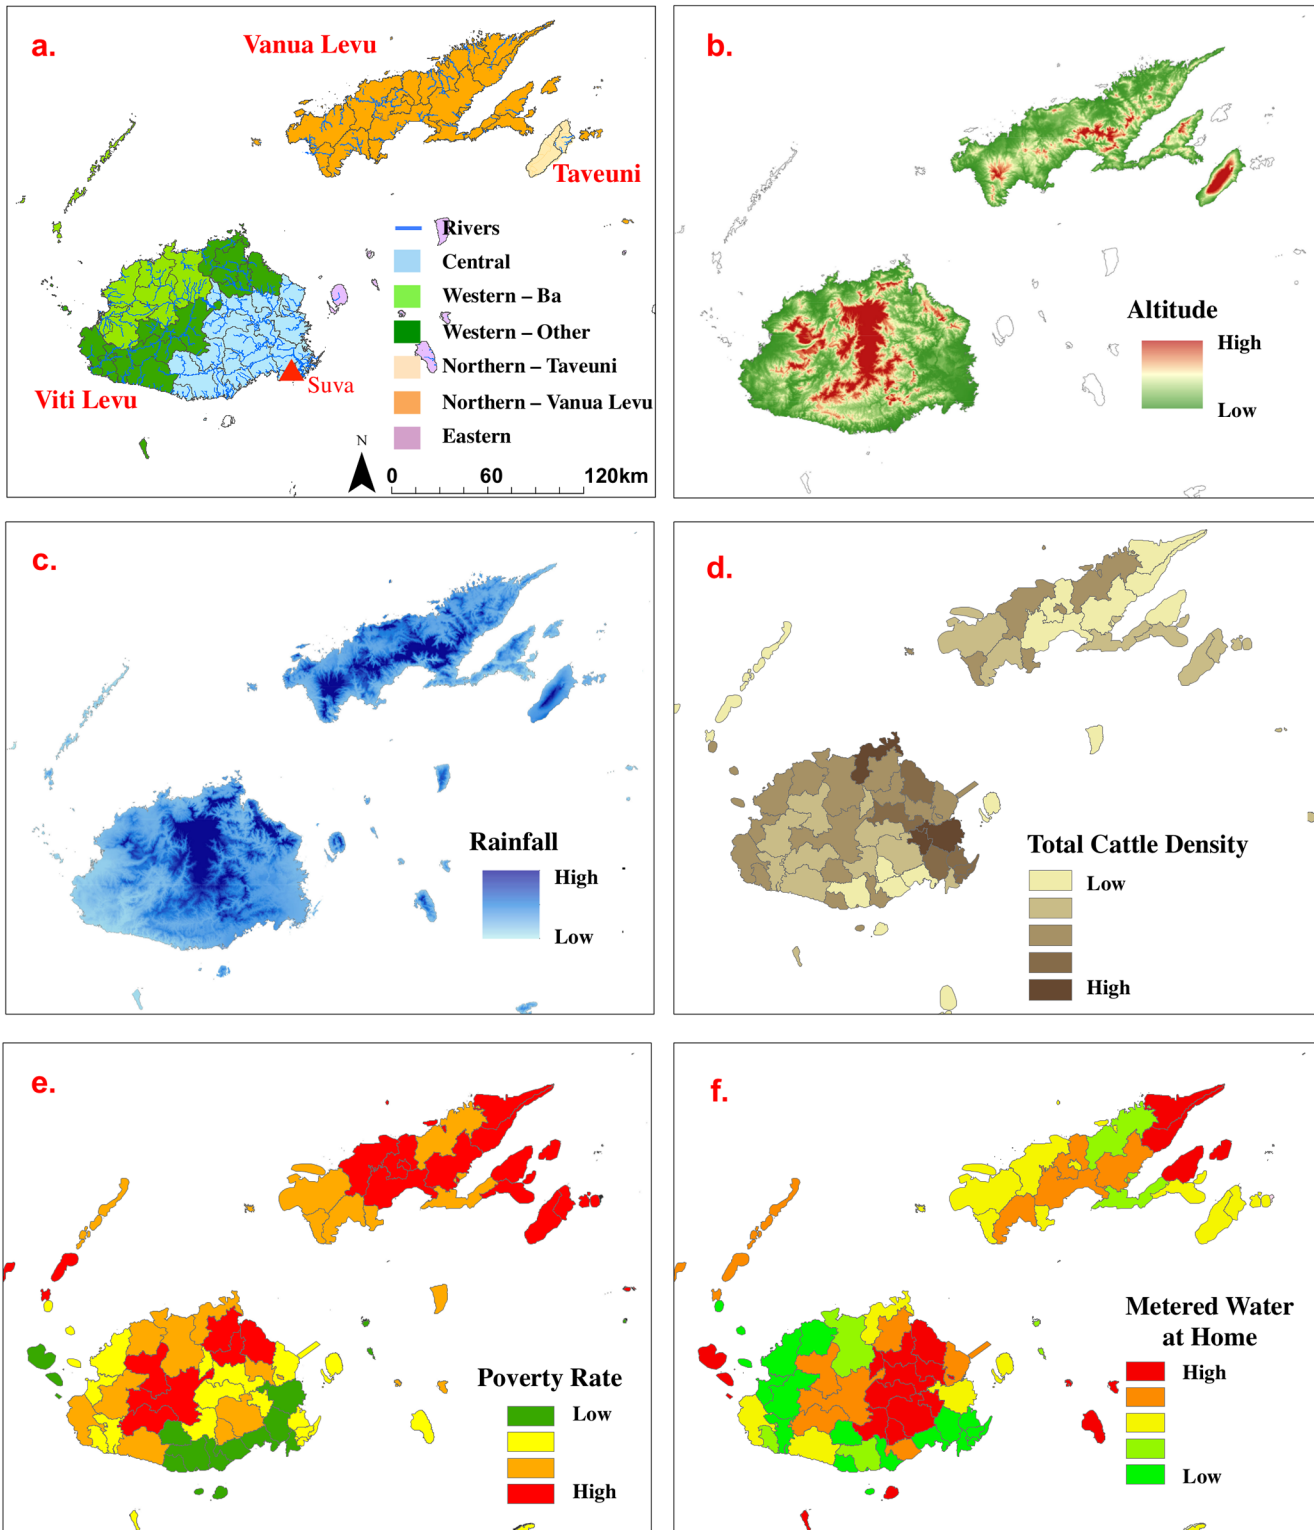 a.
Vanua Levu
Taveuni
Rivers
Central
Western – Ba
Western – Other
Northern – Taveuni
Northern – Vanua Levu
Eastern
Viti Levu
Suva
N
0 60 120km
b.
Altitude
High
Low
c.
Rainfall
High
Low
d.
Total Cattle Density
Low
High
e.
Poverty Rate
Low
High
f.
Metered Water
at Home
High
Low